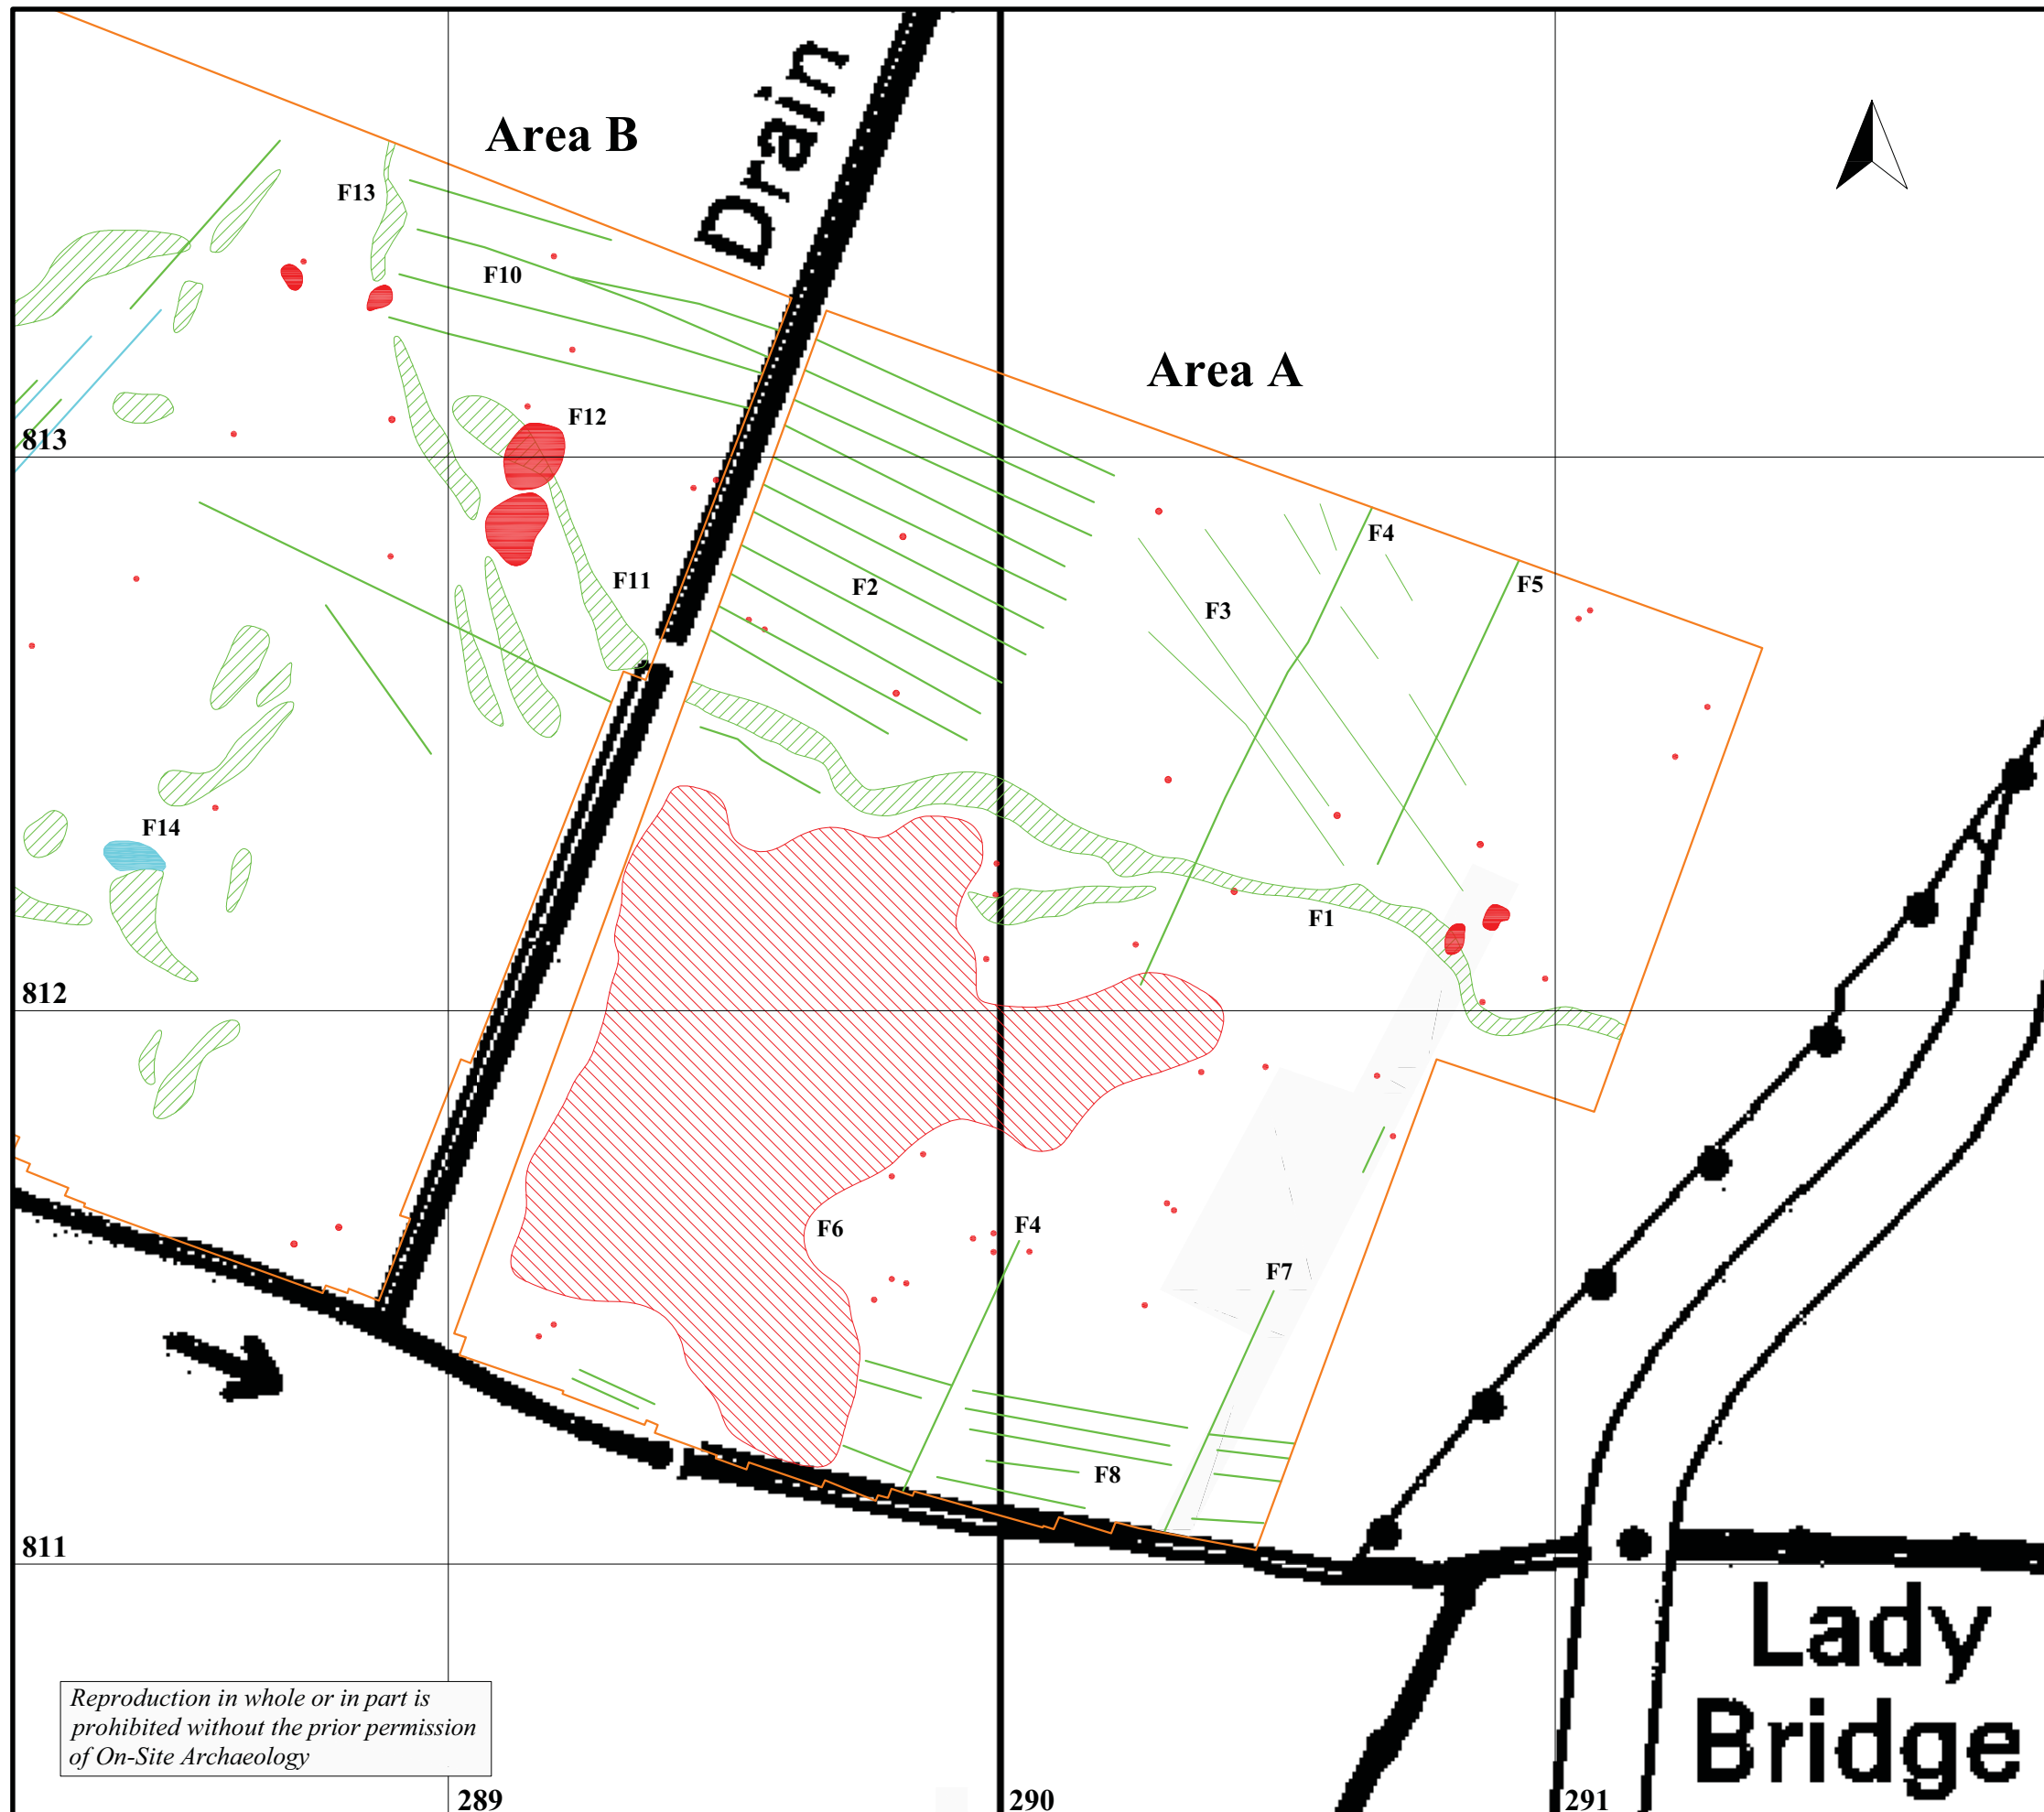 Drain
Area B
F13
F10
Area A
F12
813
F4
F11
F2
F5
F3
F14
F1
812
F6
F4
F7
F8
811
Lady
Bridge
Reproduction in whole or in part is
prohibited without the prior permission
of On-Site Archaeology
289
290
291